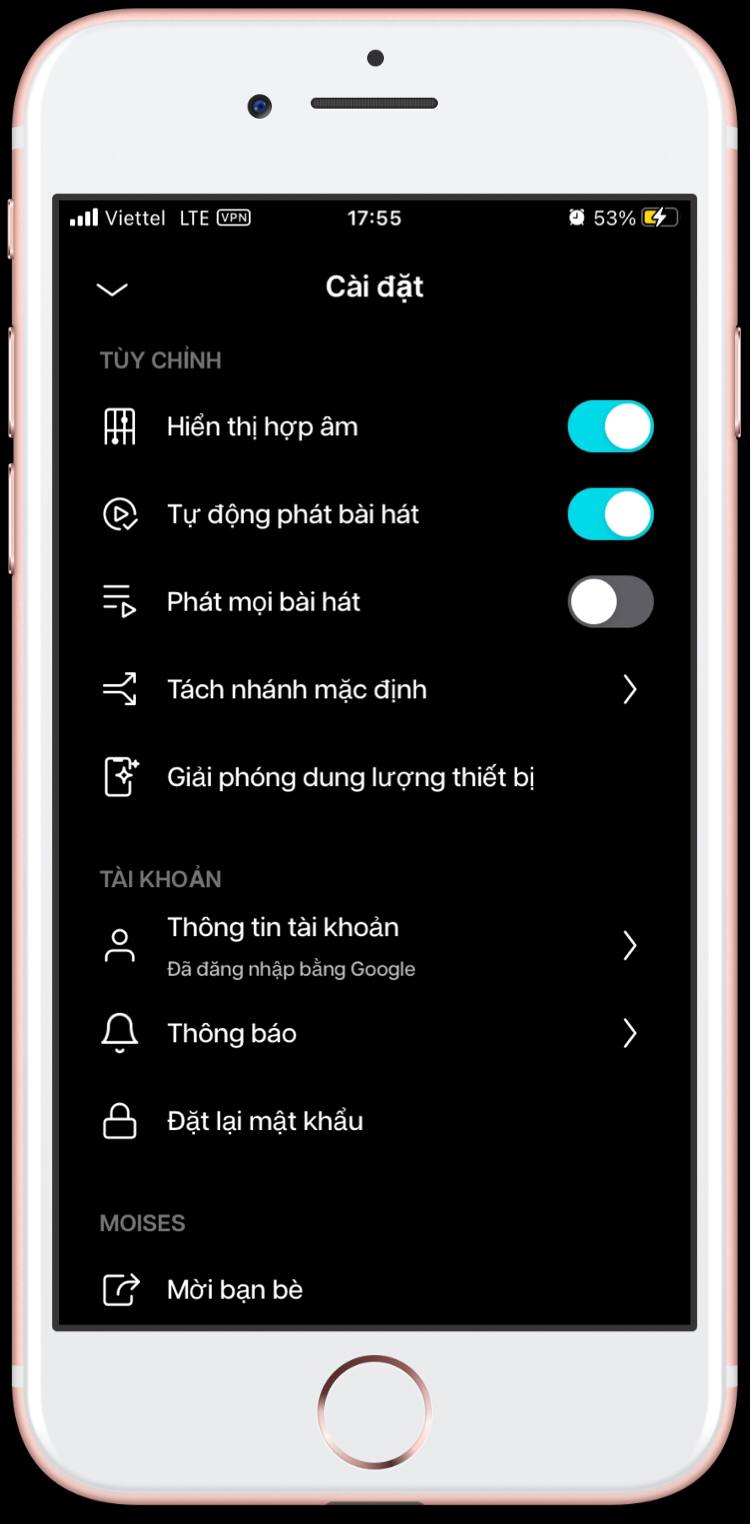 Viettel LTE VPN 17:55 53%
Cài đặt
TÙY CHỈNH
Hiển thị hợp âm
Tự động phát bài hát
Phát mọi bài hát
Tách nhánh mặc định
Giải phóng dung lượng thiết bị
TÀI KHOẢN
Thông tin tài khoản
Đã đăng nhập bằng Google
Thông báo
Đặt lại mật khẩu
MOISES
Mời bạn bè